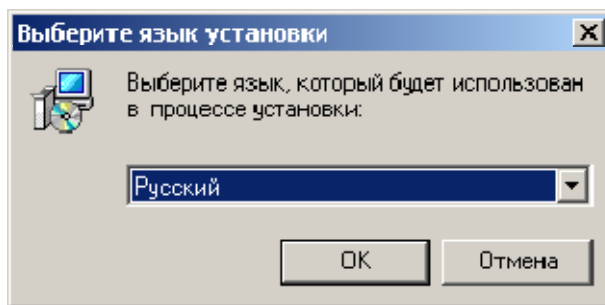 Выберите язык установки
Выберите язык, который будет использован
в процессе установки:
Русский
OK
Отмена